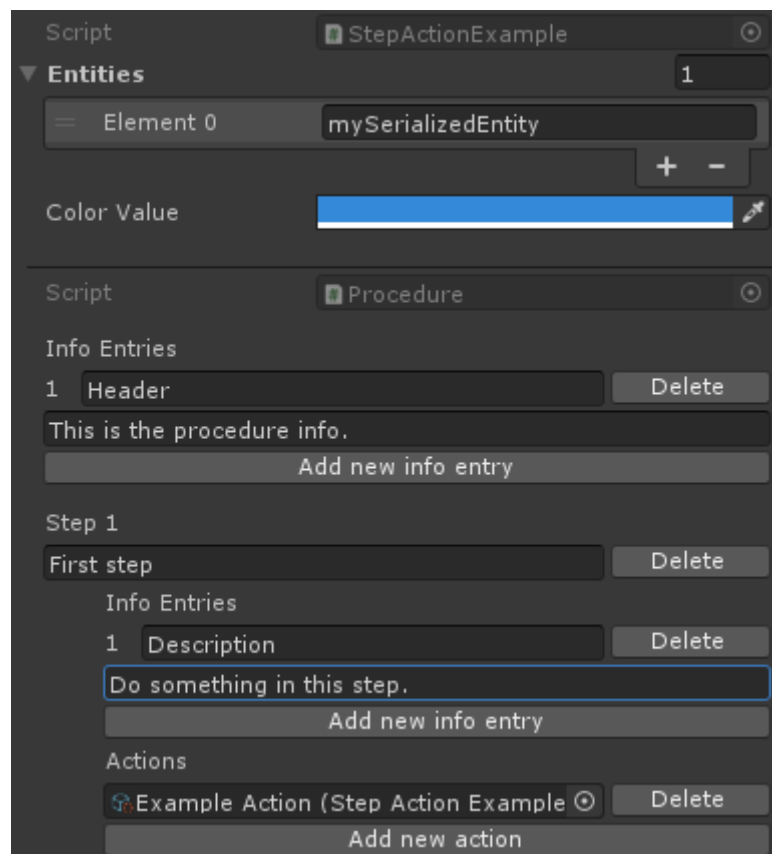 Script StepActionExample
Entities 1
Element 0 mySerializedEntity
+ -
Color Value
Script # Procedure
Info Entries
1 Header Delete
This is the procedure info.
Add new info entry
Step 1
First step Delete
Info Entries
1 Description Delete
Do something in this step.
Add new info entry
Actions
Example Action (Step Action Example Delete
Add new action